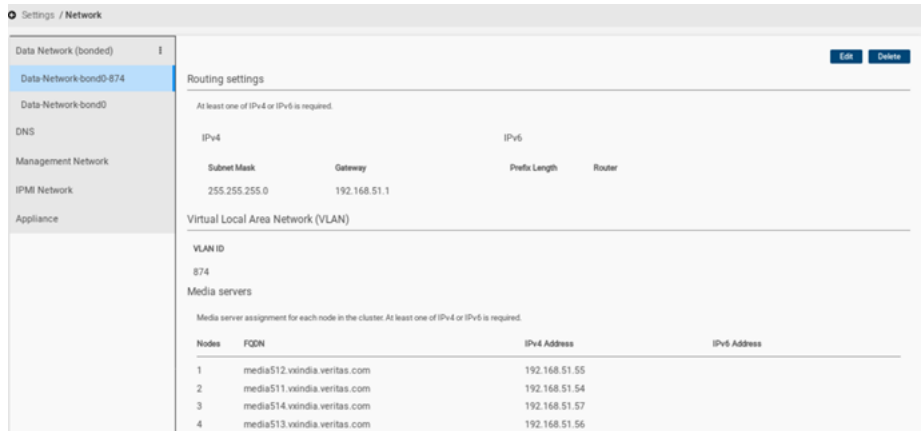 Settings / Network
Data Network (bonded)
Edit Delete
Data-Network-bond0-874
Data-Network-bond0
DNS
Management Network
IPMI Network
Appliance
Routing settings
At least one of IPv4 or IPv6 is required.
IPv4 IPv6
Subnet Mask Gateway Prefix Length Router
255.255.255.0 192.168.51.1
Virtual Local Area Network (VLAN)
VLAN ID
874
Media servers
Media server assignment for each node in the cluster. At least one of IPv4 or IPv6 is required.
Nodes FQDN IPv4 Address IPv6 Address
1 media512.vxindia.veritas.com 192.168.51.55
2 media511.vxindia.veritas.com 192.168.51.54
3 media514.vxindia.veritas.com 192.168.51.57
4 media513.vxindia.veritas.com 192.168.51.56